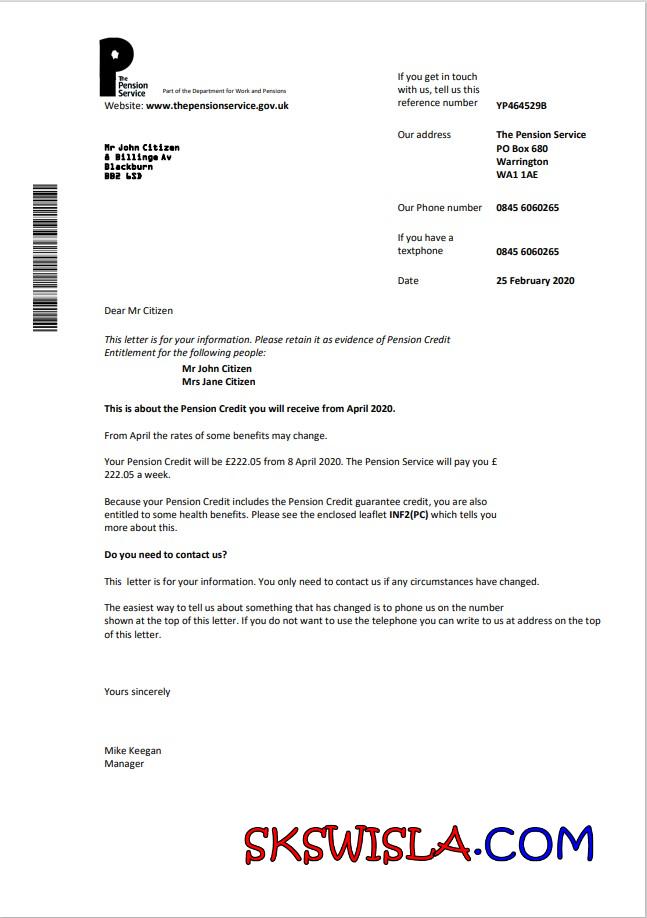 The
Pension
Service
Part of the Department for Work and Pensions
Website: www.thepensionservice.gov.uk
If you get in touch
with us, tell us this
reference number
YP464529B
Our address
The Pension Service
PO Box 680
Warrington
WA1 1AE
Mr John Citizen
8 Billinge Av
Blackburn
BB2 6SD
Our Phone number
0845 6060265
If you have a
textphone
0845 6060265
Date
25 February 2020
Dear Mr Citizen
This letter is for your information. Please retain it as evidence of Pension Credit
Entitlement for the following people:
Mr John Citizen
Mrs Jane Citizen
This is about the Pension Credit you will receive from April 2020.
From April the rates of some benefits may change.
Your Pension Credit will be £222.05 from 8 April 2020. The Pension Service will pay you £
222.05 a week.
Because your Pension Credit includes the Pension Credit guarantee credit, you are also
entitled to some health benefits. Please see the enclosed leaflet INF2(PC) which tells you
more about this.
Do you need to contact us?
This letter is for your information. You only need to contact us if any circumstances have changed.
The easiest way to tell us about something that has changed is to phone us on the number
shown at the top of this letter. If you do not want to use the telephone you can write to us at address on the top
of this letter.
Yours sincerely
Mike Keegan
Manager
SKSWISLA.COM